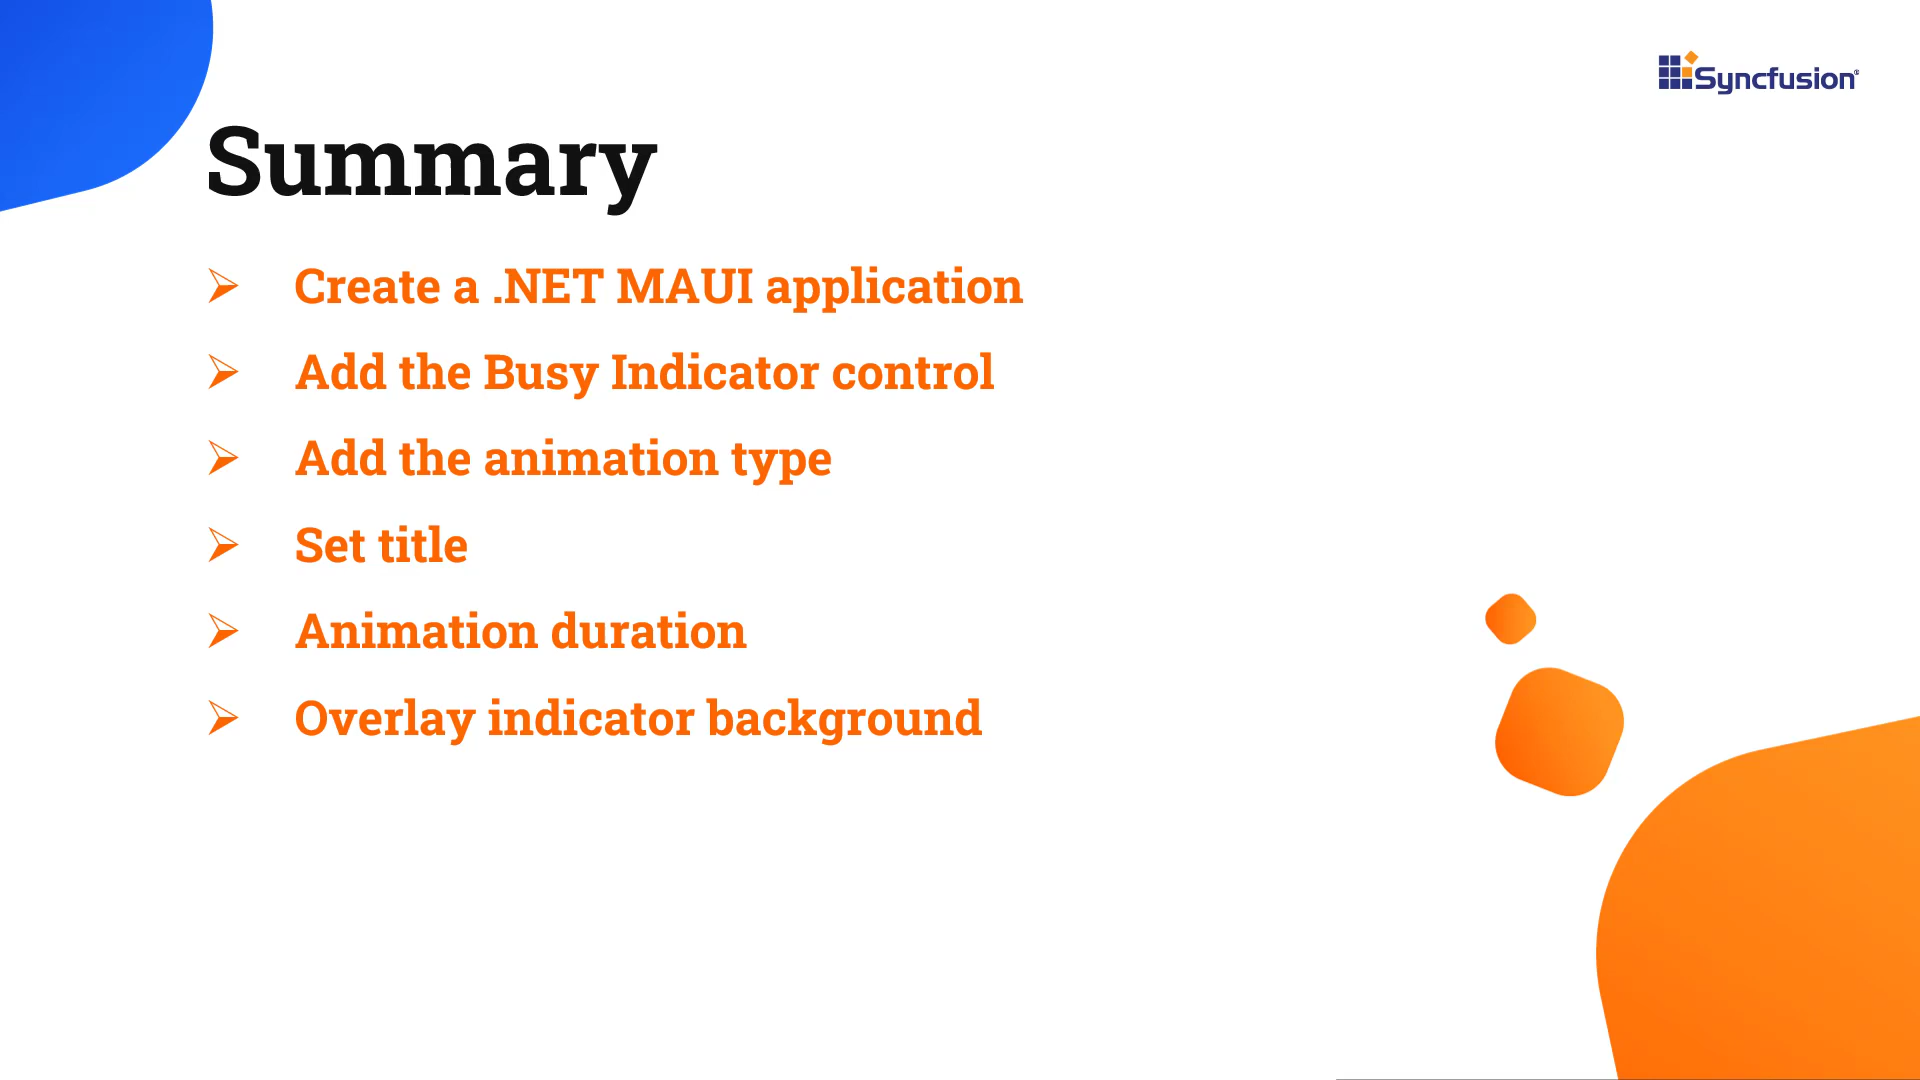 Syncfusion®
Summary
➢ Create a .NET MAUI application
➢ Add the Busy Indicator control
➢ Add the animation type
➢ Set title
➢ Animation duration
➢ Overlay indicator background